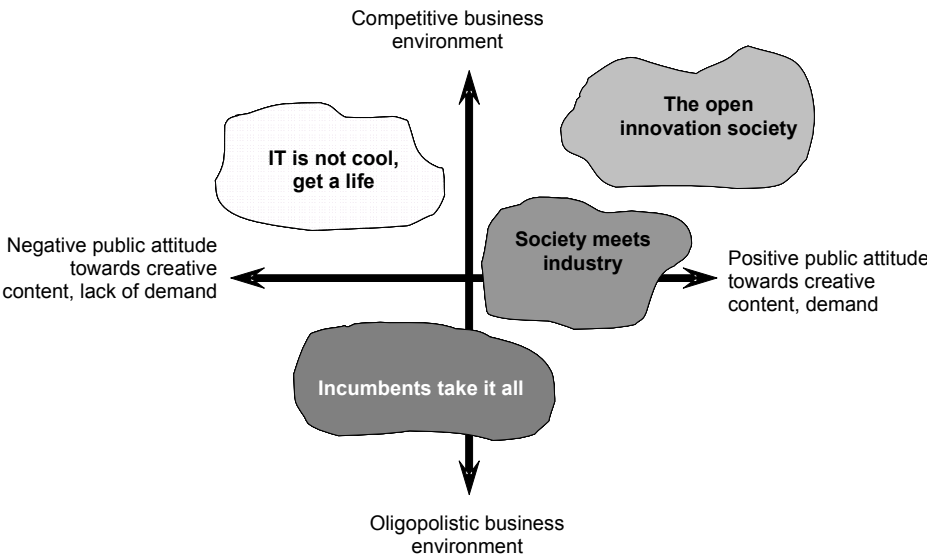 Competitive business
environment
The open
innovation society
IT is not cool,
get a life
Society meets
industry
Negative public attitude
towards creative
content, lack of demand
Positive public attitude
towards creative
content, demand
Incumbents take it all
Oligopolistic business
environment